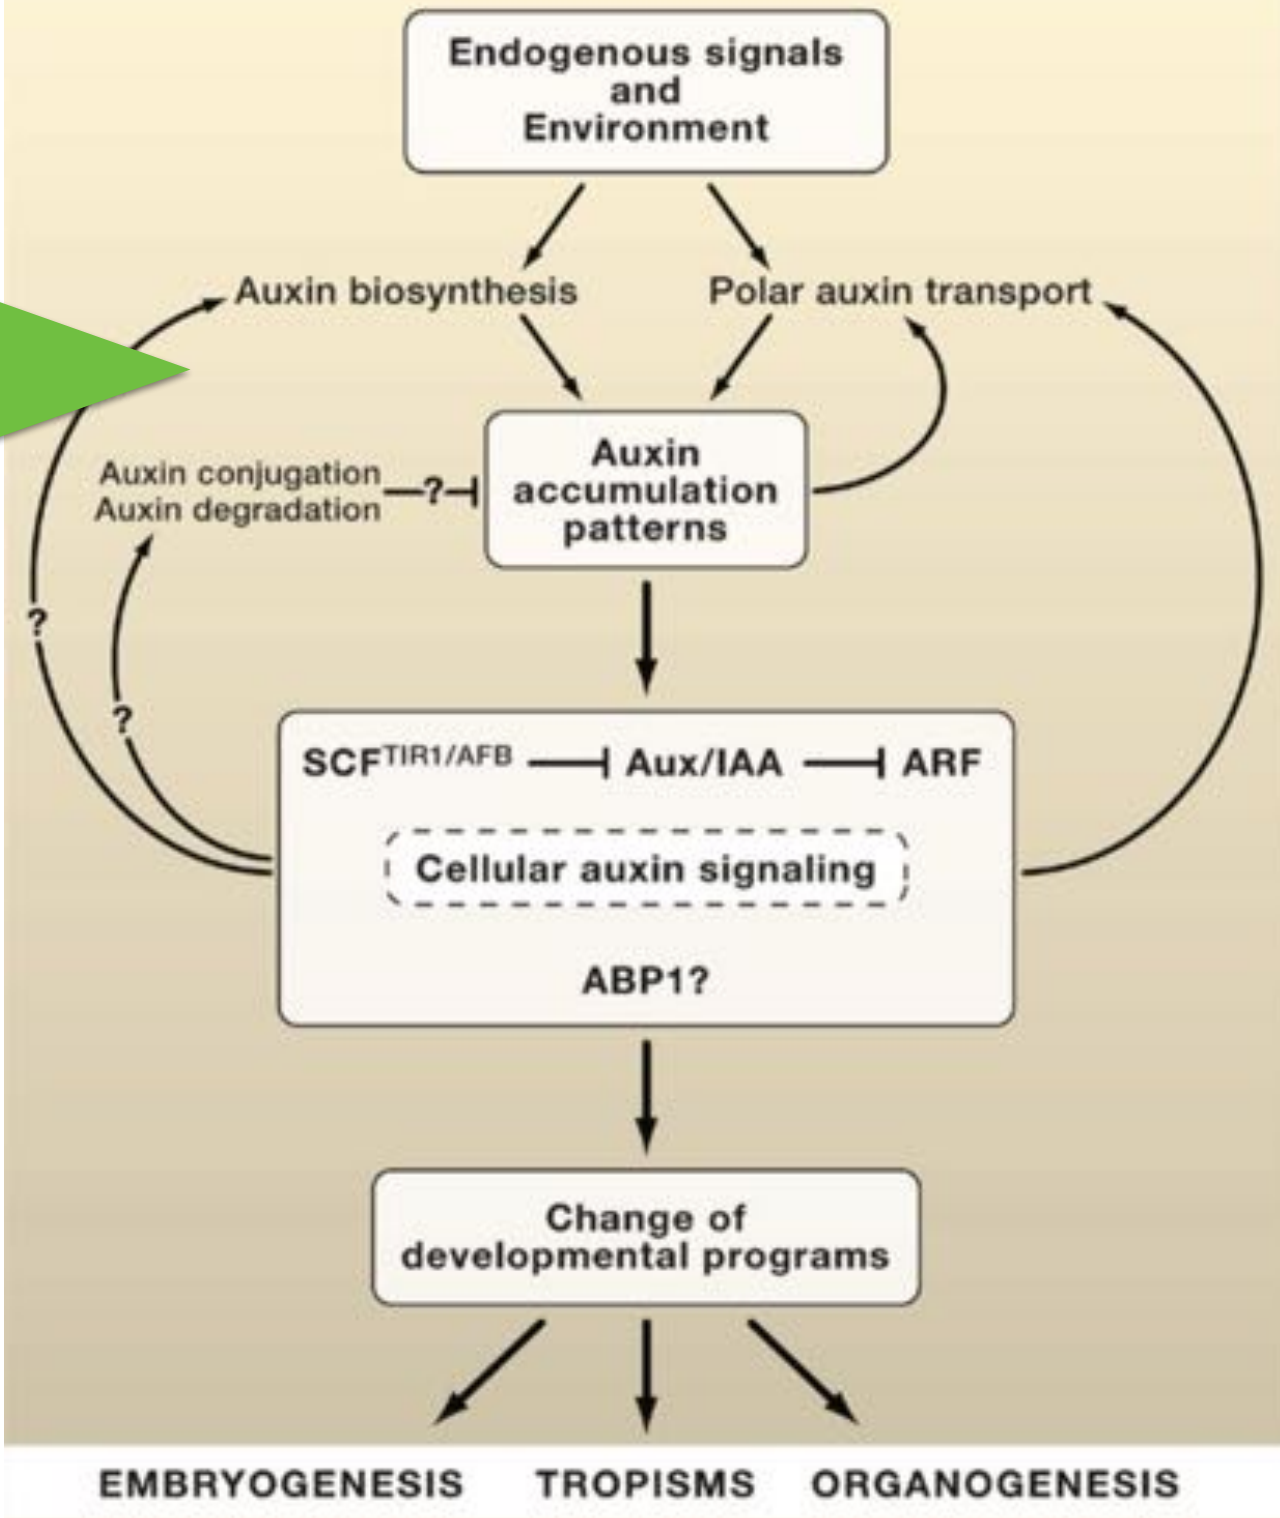 Endogenous signals
and
Environment
Auxin biosynthesis
Polar auxin transport
Auxin conjugation
Auxin degradation
?
Auxin
accumulation
patterns
?
?
SCFTIR1/AFB
Aux/IAA
ARF
Cellular auxin signaling
ABP1?
Change of
developmental programs
EMBRYOGENESIS
TROPISMS
ORGANOGENESIS